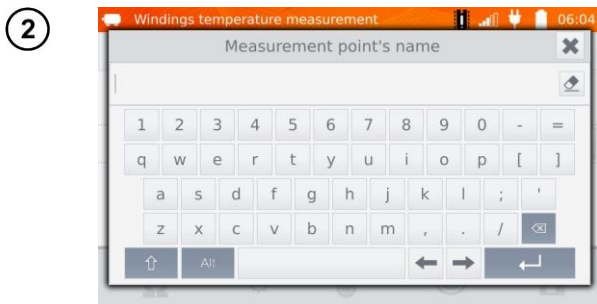 2
Windings temperature measurement 06:04
Measurement point's name
1 2 3 4 5 6 7 8 9 0 - =
q w e r t y u i o p [ ]
a s d f g h j k l ; '
z x c v b n m , . /
Alt